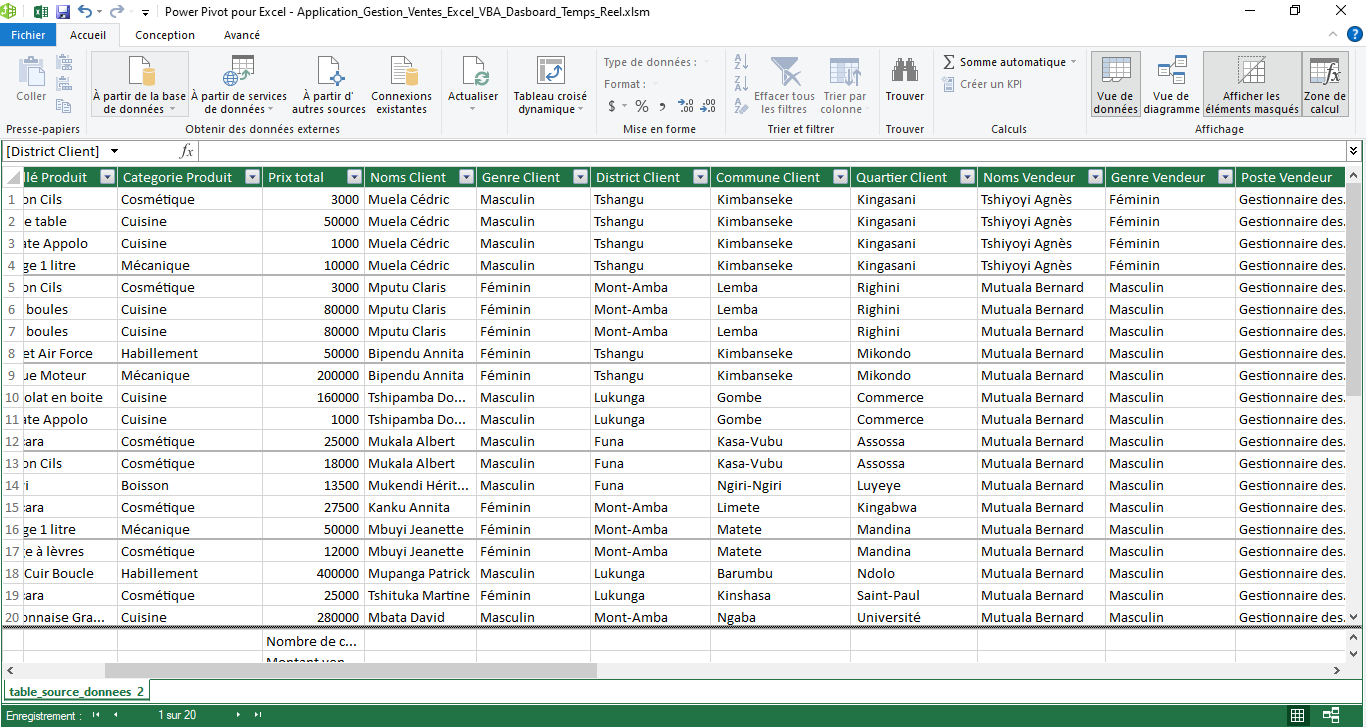 Power Pivot pour Excel - Application_Gestion_Ventes_Excel_VBA_Dasboard_Temps_Reel.xlsm
Fichier Accueil Conception Avancé
Coller
Presse-papiers
À partir de la base de données
À partir de services de données
À partir d' autres sources
Connexions existantes
Obtenir des données externes
Actualiser
Tableau croisé dynamique
Type de données :
Format :
$ % , ,00 ,00
Mise en forme
Effacer tous les filtres
Trier par colonne
Trier et filtrer
Trouver
Trouver
Somme automatique
Créer un KPI
Calculs
Vue de données
Vue de diagramme
Afficher les éléments masqués
Zone de calcul
Affichage
[District Client] fx
lé Produit Categorie Produit Prix total Noms Client Genre Client District Client Commune Client Quartier Client Noms Vendeur Genre Vendeur Poste Vendeur
1 on Cils Cosmétique 3000 Muela Cédric Masculin Tshangu Kimbanseke Kingasani Tshiyoyi Agnès Féminin Gestionnaire des.
2 e table Cuisine 50000 Muela Cédric Masculin Tshangu Kimbanseke Kingasani Tshiyoyi Agnès Féminin Gestionnaire des.
3 ate Appolo Cuisine 1000 Muela Cédric Masculin Tshangu Kimbanseke Kingasani Tshiyoyi Agnès Féminin Gestionnaire des.
4 ge 1 litre Mécanique 10000 Muela Cédric Masculin Tshangu Kimbanseke Kingasani Tshiyoyi Agnès Féminin Gestionnaire des.
5 on Cils Cosmétique 3000 Mputu Claris Féminin Mont-Amba Lemba Righini Mutuala Bernard Masculin Gestionnaire des.
6 boules Cuisine 80000 Mputu Claris Féminin Mont-Amba Lemba Righini Mutuala Bernard Masculin Gestionnaire des.
7 boules Cuisine 80000 Mputu Claris Féminin Mont-Amba Lemba Righini Mutuala Bernard Masculin Gestionnaire des.
8 et Air Force Habillement 50000 Bipendu Annita Féminin Tshangu Kimbanseke Mikondo Mutuala Bernard Masculin Gestionnaire des.
9 ue Moteur Mécanique 200000 Bipendu Annita Féminin Tshangu Kimbanseke Mikondo Mutuala Bernard Masculin Gestionnaire des.
10 olat en boite Cuisine 160000 Tshipamba Do... Masculin Lukunga Gombe Commerce Mutuala Bernard Masculin Gestionnaire des.
11 ate Appolo Cuisine 1000 Tshipamba Do... Masculin Lukunga Gombe Commerce Mutuala Bernard Masculin Gestionnaire des.
12 cara Cosmétique 25000 Mukala Albert Masculin Funa Kasa-Vubu Assossa Mutuala Bernard Masculin Gestionnaire des.
13 on Cils Cosmétique 18000 Mukala Albert Masculin Funa Kasa-Vubu Assossa Mutuala Bernard Masculin Gestionnaire des.
14 i Boisson 13500 Mukendi Hérit... Masculin Funa Ngiri-Ngiri Luyeye Mutuala Bernard Masculin Gestionnaire des.
15 cara Cosmétique 27500 Kanku Annita Féminin Mont-Amba Limete Kingabwa Mutuala Bernard Masculin Gestionnaire des.
16 ge 1 litre Mécanique 50000 Mbuyi Jeanette Féminin Mont-Amba Matete Mandina Mutuala Bernard Masculin Gestionnaire des.
17 e à lèvres Cosmétique 12000 Mbuyi Jeanette Féminin Mont-Amba Matete Mandina Mutuala Bernard Masculin Gestionnaire des.
18 Cuir Boucle Habillement 400000 Mupanga Patrick Masculin Lukunga Barumbu Ndolo Mutuala Bernard Masculin Gestionnaire des.
19 cara Cosmétique 25000 Tshituka Martine Féminin Lukunga Kinshasa Saint-Paul Mutuala Bernard Masculin Gestionnaire des.
20 onnaise Gra... Cuisine 280000 Mbata David Masculin Mont-Amba Ngaba Université Mutuala Bernard Masculin Gestionnaire des.
Nombre de c...
table_source_donnees_2
Enregistrement : 1 sur 20